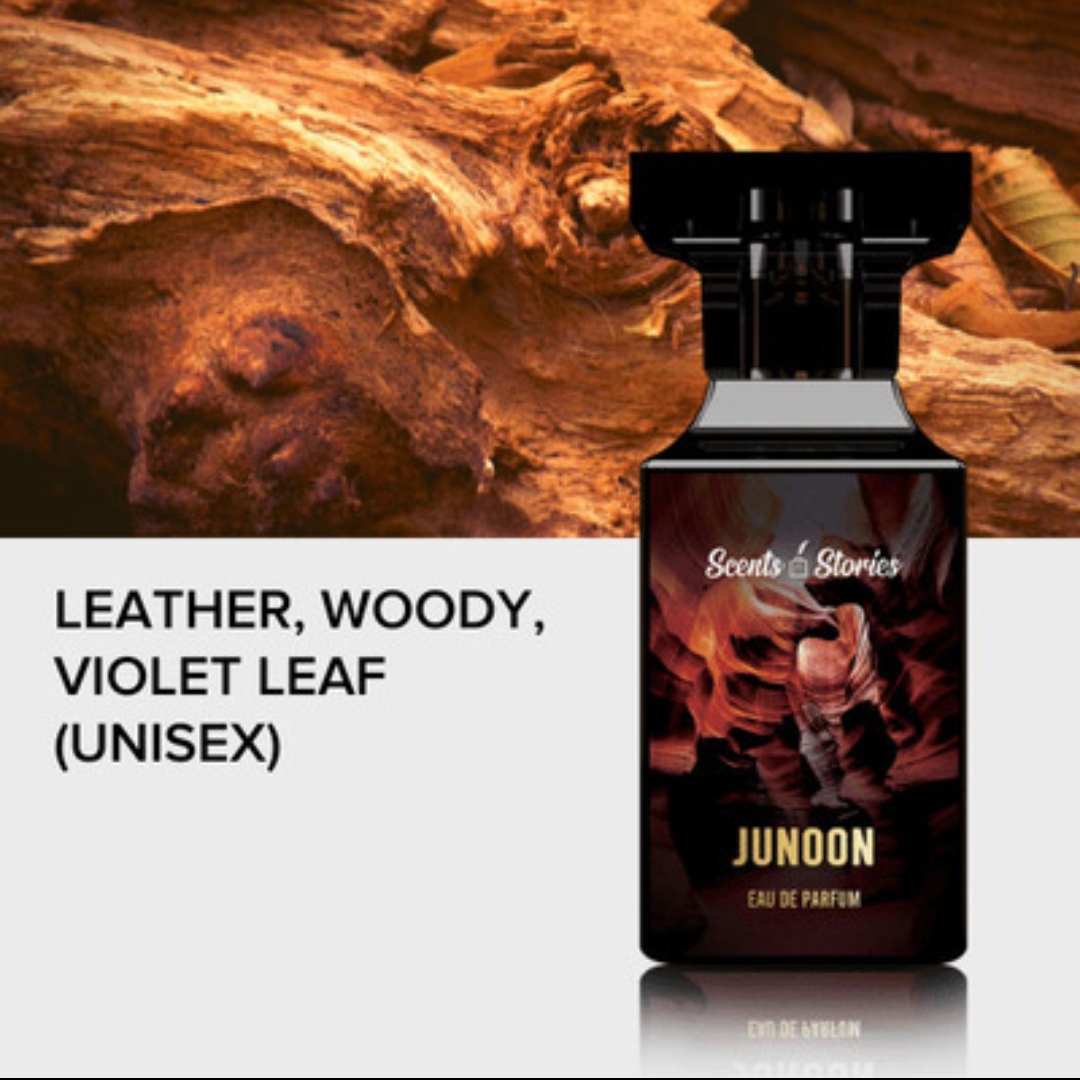 LEATHER, WOODY,
VIOLET LEAF
(UNISEX)
Scents Stories
JUNOON
EAU DE PARFUM